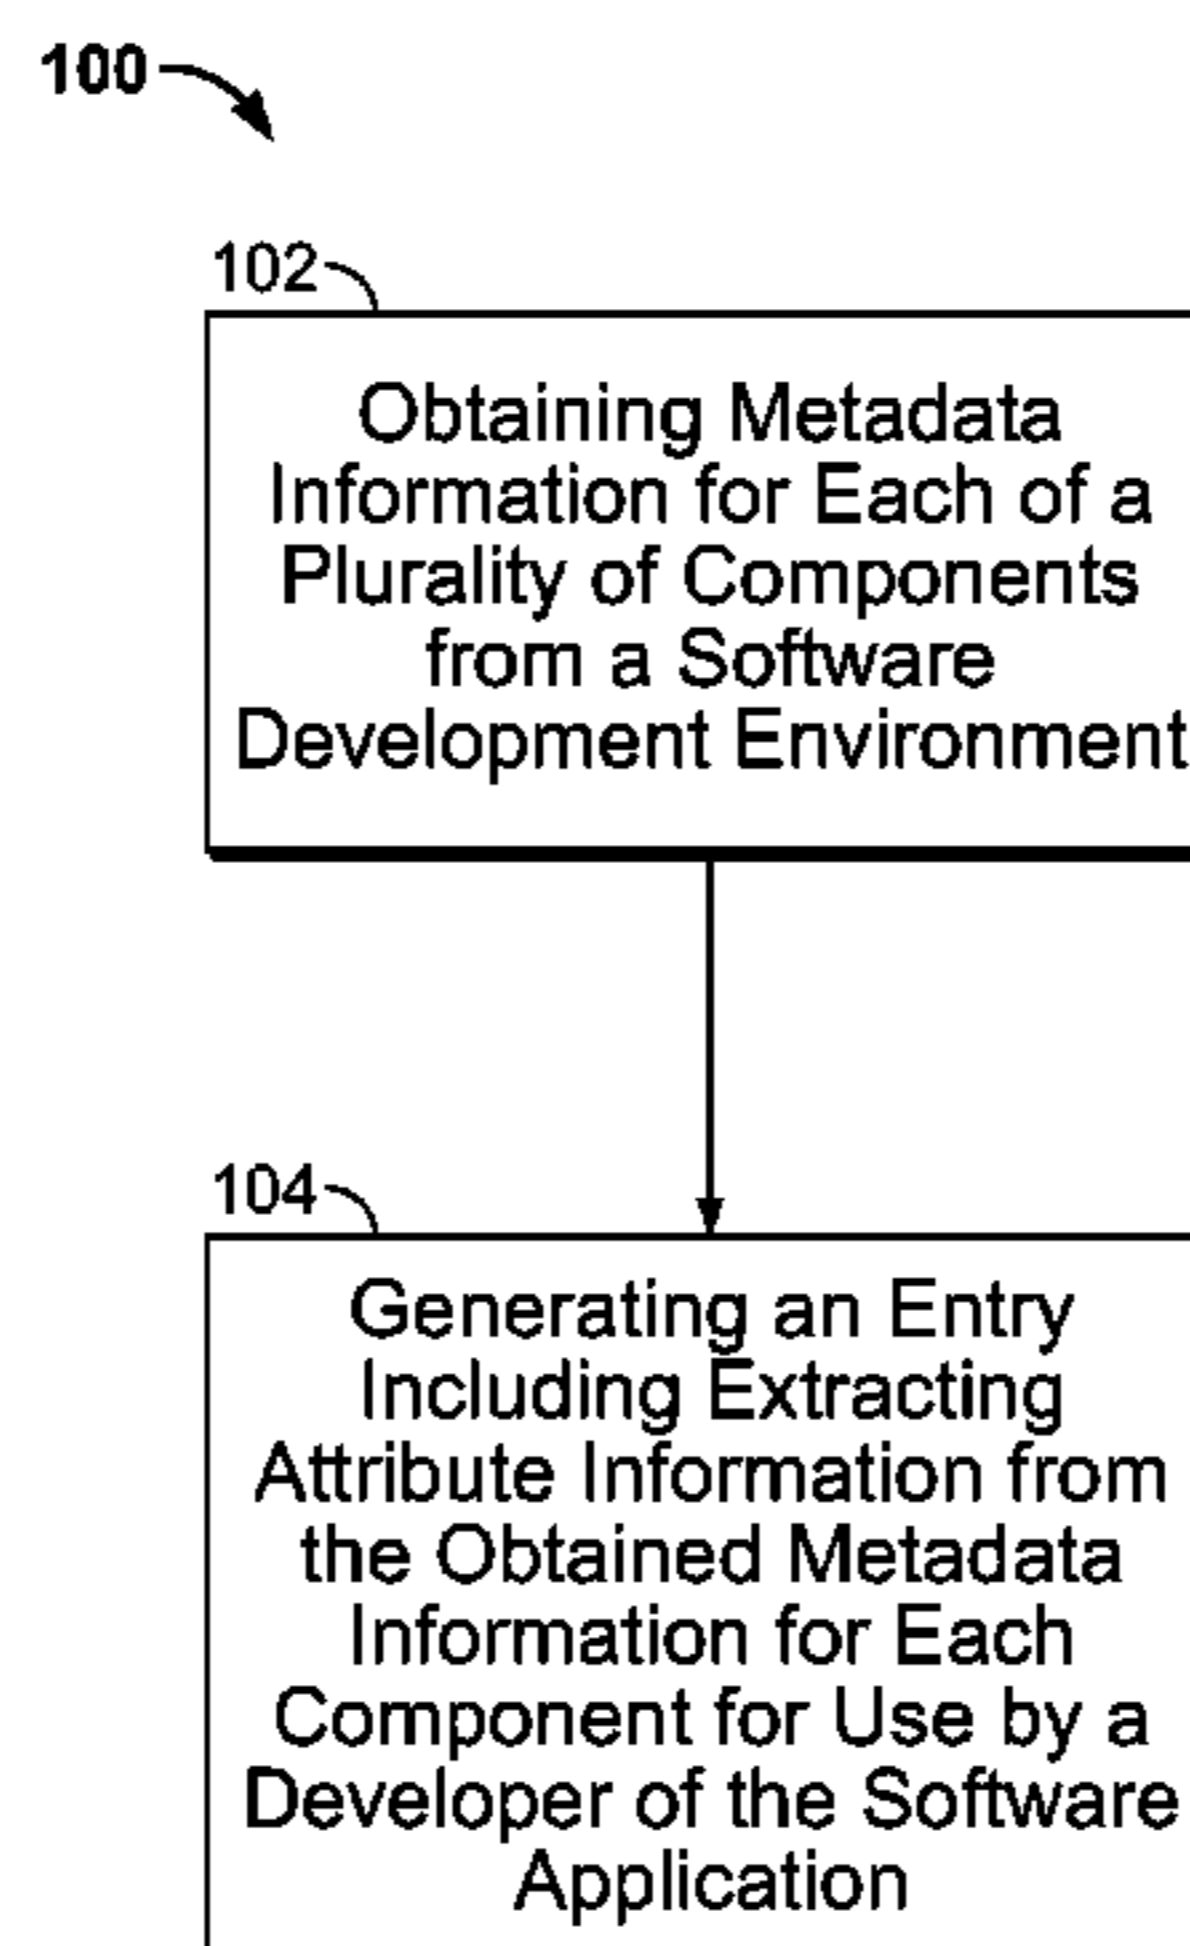 100
102
Obtaining Metadata
Information for Each of a
Plurality of Components
from a Software
Development Environment
104
Generating an Entry
Including Extracting
Attribute Information from
the Obtained Metadata
Information for Each
Component for Use by a
Developer of the Software
Application